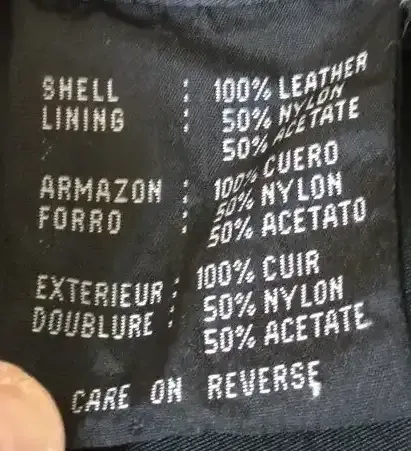 SHELL : 100% LEATHER
LINING : 50% NYLON
50% ACETATE
ARMAZON : 100% CUERO
FORRO : 50% NYLON
50% ACETATO
EXTERIEUR : 100% CUIR
DOUBLURE : 50% NYLON
50% ACETATE
CARE ON REVERSE